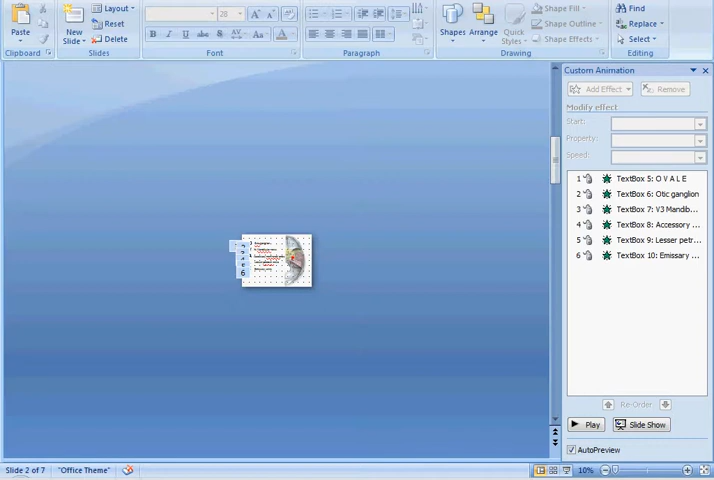 Layout
Find
Paste
New
Slide
Reset
Delete
28
Shapes
Arrange
Quick
Styles
Shape Fill
Shape Outline
Shape Effects
Replace
Select
Clipboard
Slides
Font
Paragraph
Drawing
Editing
Custom Animation
Add Effect
Remove
Modify effect
Start:
Property:
Speed:
1 TextBox 5: O V A L E
2 TextBox 6: Otic ganglion
3 TextBox 7: V3 Mandib...
4 TextBox 8: Accessory ...
5 TextBox 9: Lesser petr...
6 TextBox 10: Emissary ...
6
Re-Order
Play
Slide Show
AutoPreview
Slide 2 of 7
"Office Theme"
10%